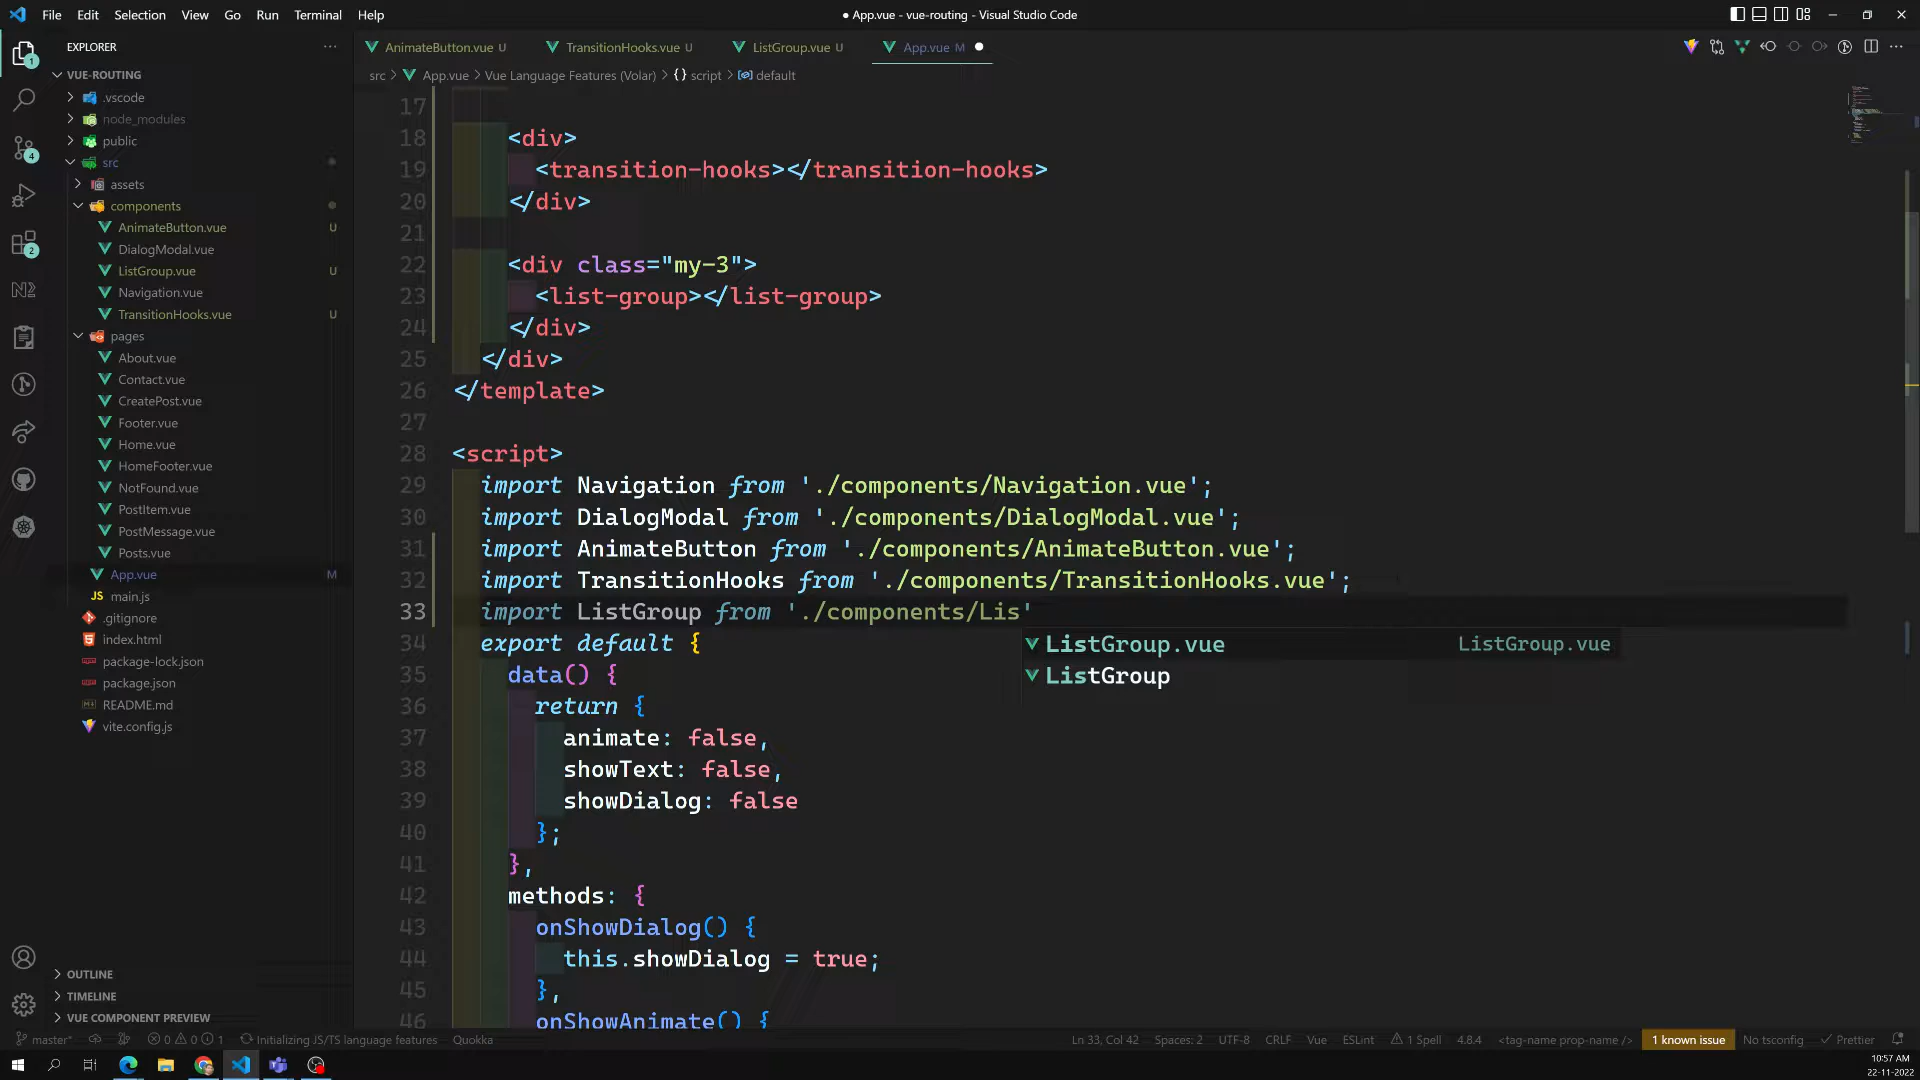 File Edit Selection View Go Run Terminal Help
● App.vue - vue-routing - Visual Studio Code
EXPLORER
VUE-ROUTING
.vscode
node_modules
public
src
assets
components
AnimateButton.vue U
DialogModal.vue
ListGroup.vue U
Navigation.vue
TransitionHooks.vue U
pages
About.vue
Contact.vue
CreatePost.vue
Footer.vue
Home.vue
HomeFooter.vue
NotFound.vue
PostItem.vue
PostMessage.vue
Posts.vue
App.vue M
JS main.js
.gitignore
index.html
package-lock.json
package.json
README.md
vite.config.js
OUTLINE
TIMELINE
VUE COMPONENT PREVIEW
1
4
2
AnimateButton.vue U TransitionHooks.vue U ListGroup.vue U App.vue M
src > App.vue > Vue Language Features (Volar) > {} script > default
17
18 <div>
19 <transition-hooks></transition-hooks>
20 </div>
21
22 <div class="my-3">
23 <list-group></list-group>
24 </div>
25 </div>
26 </template>
27
28 <script>
29 import Navigation from './components/Navigation.vue';
30 import DialogModal from './components/DialogModal.vue';
31 import AnimateButton from './components/AnimateButton.vue';
32 import TransitionHooks from './components/TransitionHooks.vue';
33 import ListGroup from './components/Lis'
34 export default {
ListGroup.vue ListGroup.vue
35 data() {
ListGroup
36 return {
37 animate: false,
38 showText: false,
39 showDialog: false
40 };
41 },
42 methods: {
43 onShowDialog() {
44 this.showDialog = true;
45 },
46 onShowAnimate() {
master* 0 0 1 Initializing JS/TS language features Quokka Ln 33, Col 42 Spaces: 2 UTF-8 CRLF Vue ESLint 1 Spell 4.8.4 <tag-name prop-name /> 1 known issue No tsconfig Prettier
10:57 AM
22-11-2022